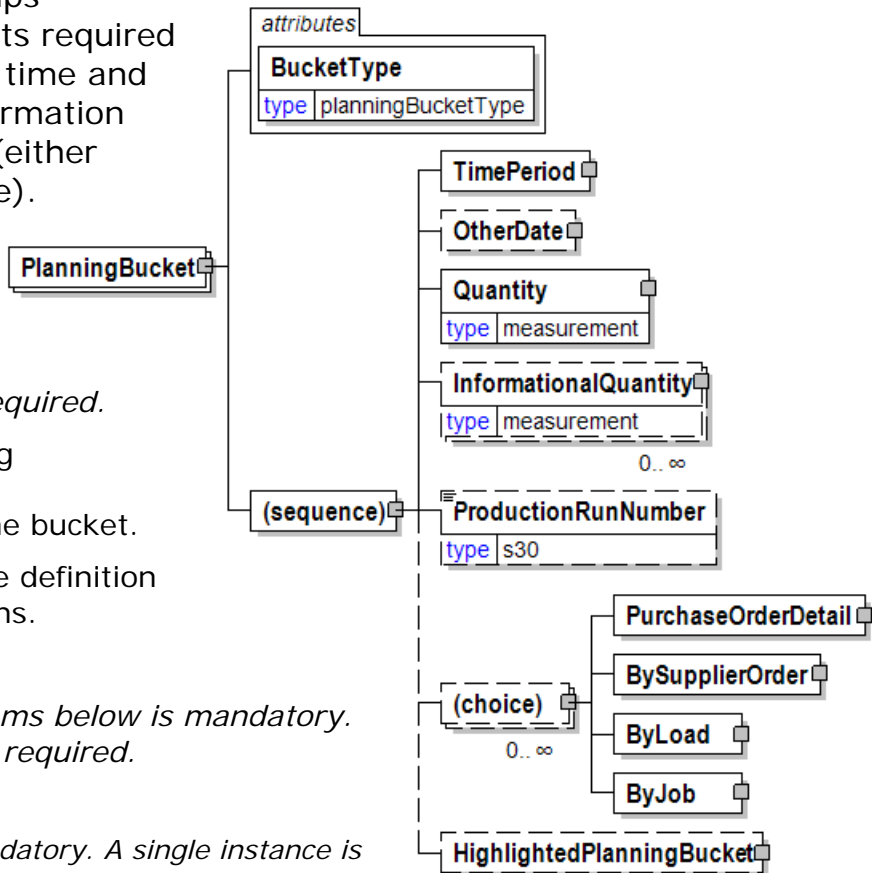 ts required
time and
(either
e).
equired.
g
e bucket.
e definition
ns.
ms below is mandatory.
required.
datory. A single instance is
attributes
BucketType
type planningBucketType
PlanningBucket
(sequence)
TimePeriod
OtherDate
Quantity
type measurement
InformationalQuantity
type measurement
0.. ∞
ProductionRunNumber
type s30
(choice)
0.. ∞
PurchaseOrderDetail
BySupplierOrder
ByLoad
ByJob
HighlightedPlanningBucket